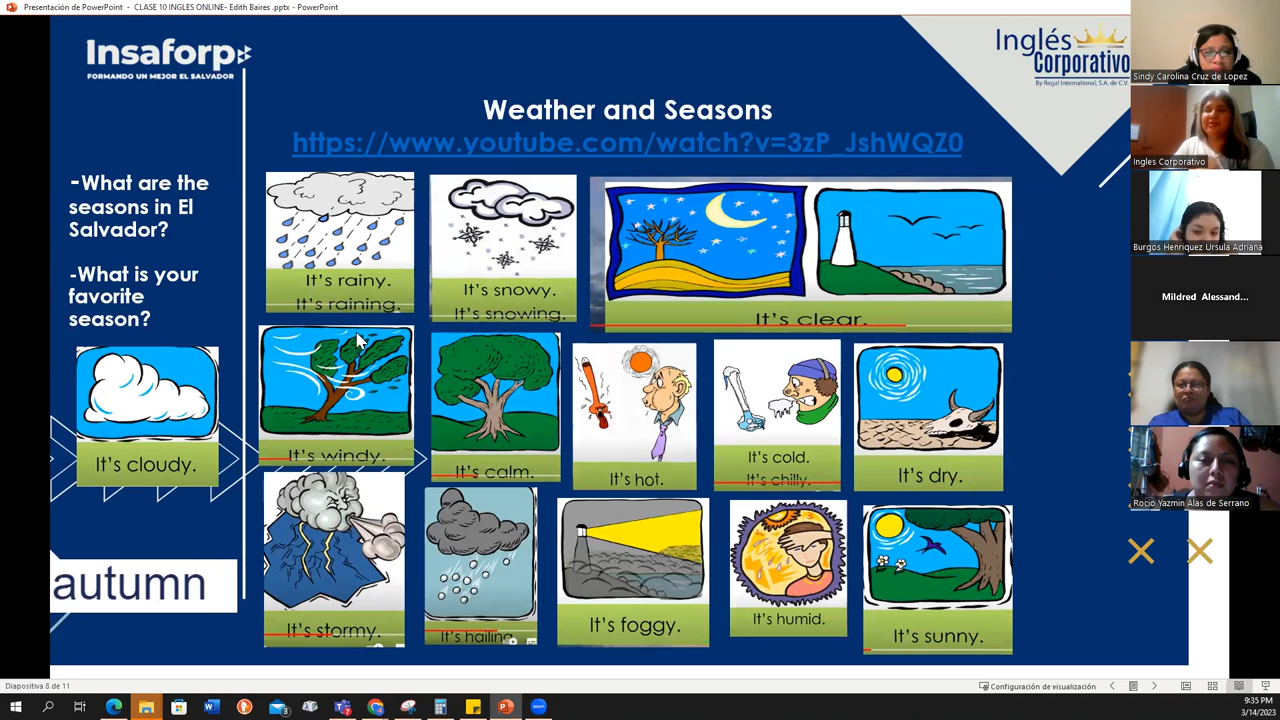 Presentación de PowerPoint - CLASE 10 INGLES ONLINE- Edith Baires .pptx - PowerPoint
Insaforp
FORMANDO UN MEJOR EL SALVADOR
Inglés
Corporativo
By Regal International, S.A. de C.V.
Weather and Seasons
https://www.youtube.com/watch?v=3zP_JshWQZ0
-What are the
seasons in El
Salvador?
-What is your
favorite
season?
It's rainy.
It's raining.
It's snowy.
It's snowing.
It's clear.
It's cloudy.
It's windy.
It's calm.
It's hot.
It's cold.
It's chilly.
It's dry.
autumn
It's stormy.
It's hailing
It's foggy.
It's humid.
It's sunny.
Sindy Carolina Cruz de Lopez
Ingles Corporativo
Burgos Henriquez Ursula Adriana
Mildred Alessand...
Rocio Yazmin Alas de Serrano
Diapositiva 8 de 11
Configuración de visualización
9:35 PM
3/14/2023